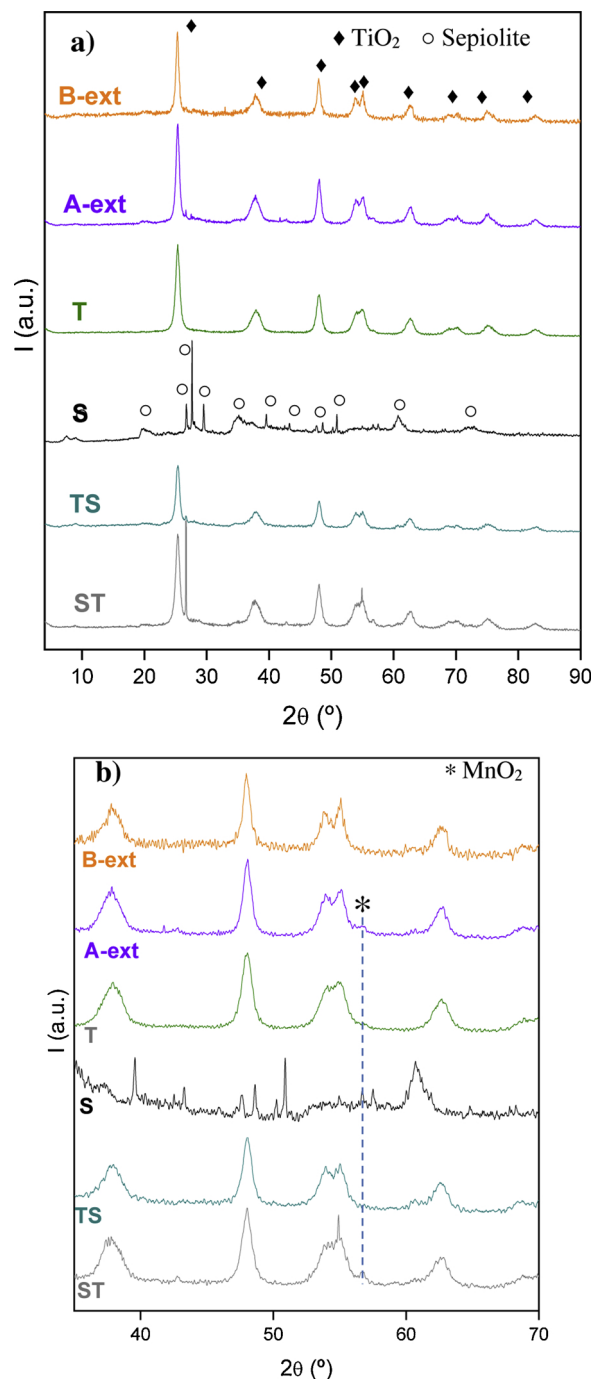 a)
♦ TiO₂ ○ Sepiolite
B-ext
A-ext
T
S
TS
ST
I (a.u.)
10 20 30 40 50 60 70 80 90
2θ (º)
b)
* MnO₂
B-ext
*
A-ext
T
S
TS
ST
I (a.u.)
40 50 60 70
2θ (º)